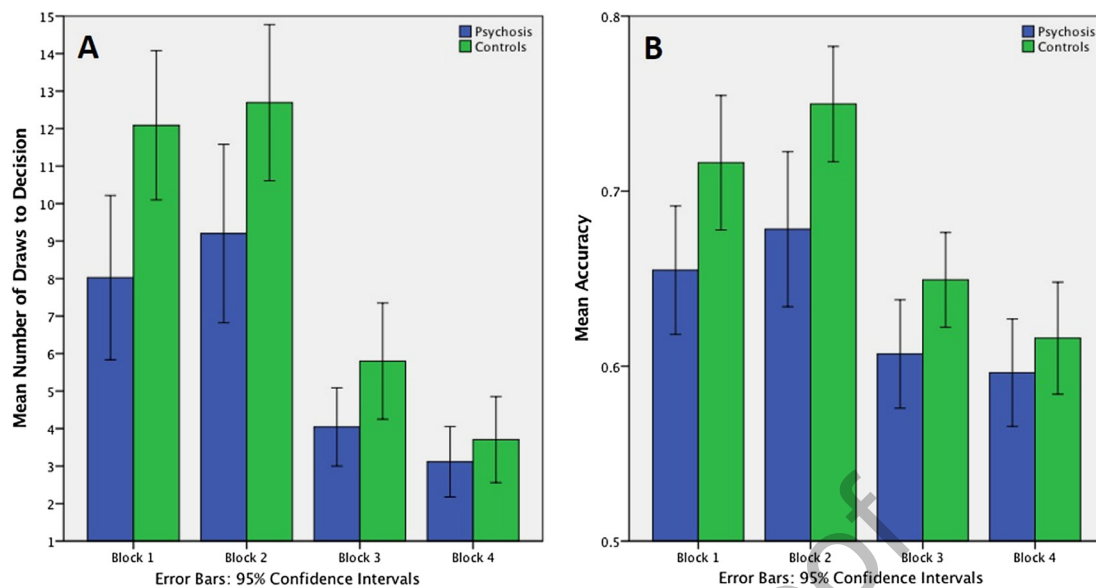 A
Psychosis
Controls
Mean Number of Draws to Decision
15
14
13
12
11
10
9
8
7
6
5
4
3
2
1
Block 1
Block 2
Block 3
Block 4
Error Bars: 95% Confidence Intervals
B
Psychosis
Controls
Mean Accuracy
0.8
0.7
0.6
0.5
Block 1
Block 2
Block 3
Block 4
Error Bars: 95% Confidence Intervals
oof